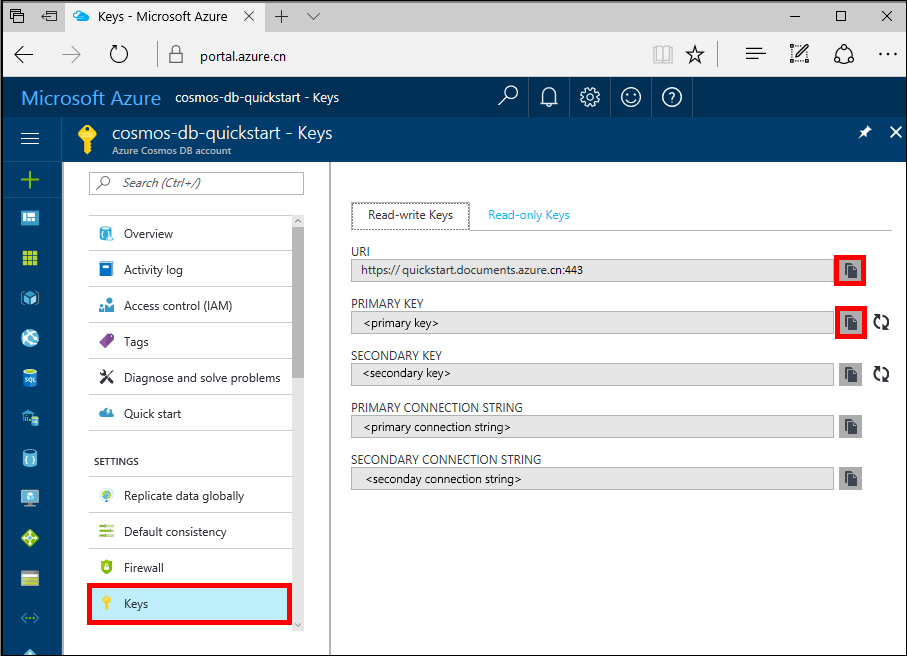 Keys - Microsoft Azure
portal.azure.cn
Microsoft Azure cosmos-db-quickstart - Keys
cosmos-db-quickstart - Keys
Azure Cosmos DB account
Search (Ctrl+/)
Overview
Activity log
Access control (IAM)
Tags
Diagnose and solve problems
Quick start
SETTINGS
Replicate data globally
Default consistency
Firewall
Keys
SQL
Read-write Keys Read-only Keys
URI
https://quickstart.documents.azure.cn:443
PRIMARY KEY
<primary key>
SECONDARY KEY
<secondary key>
PRIMARY CONNECTION STRING
<primary connection string>
SECONDARY CONNECTION STRING
<seconday connection string>